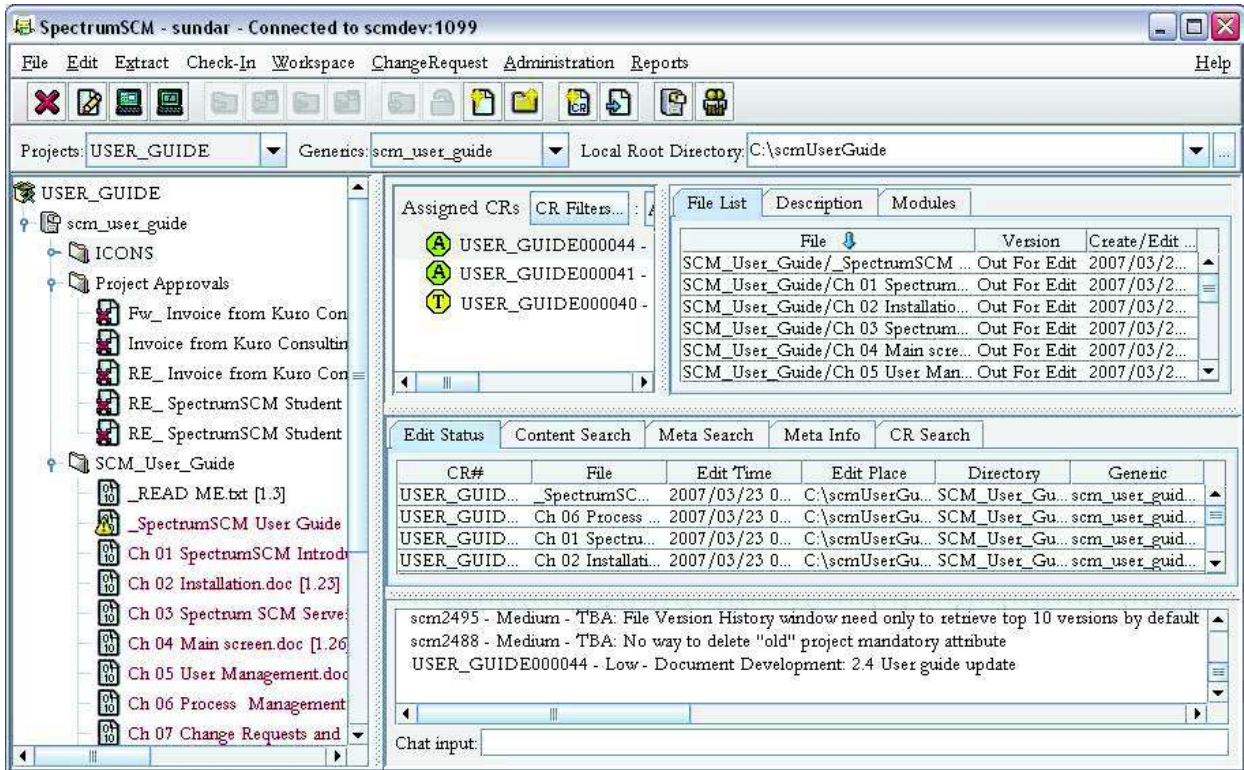 SpectrumSCM - sundar - Connected to scmdev:1099
File Edit Extract Check-In Workspace ChangeRequest Administration Reports Help
CR
Projects: USER_GUIDE Generics: scm_user_guide Local Root Directory: C:\scmUserGuide ...
USER_GUIDE
scm_user_guide
ICONS
Project Approvals
Fw_ Invoice from Kuro Con
Invoice from Kuro Consultin
RE_ Invoice from Kuro Con
RE_ SpectrumSCM Student
RE_ SpectrumSCM Student
SCM_User_Guide
_READ ME.txt [1.3]
_SpectrumSCM User Guide
Ch 01 SpectrumSCM Introdu
Ch 02 Installation.doc [1.23]
Ch 03 Spectrum SCM Server
Ch 04 Main screen.doc [1.26
Ch 05 User Management.doc
Ch 06 Process Management
Ch 07 Change Requests and
Assigned CRs CR Filters... : A
A USER_GUIDE000044 -
A USER_GUIDE000041 -
T USER_GUIDE000040 -
File List Description Modules
File Version Create/Edit ...
SCM_User_Guide/_SpectrumSCM ... Out For Edit 2007/03/2...
SCM_User_Guide/Ch 01 Spectrum... Out For Edit 2007/03/2...
SCM_User_Guide/Ch 02 Installatio... Out For Edit 2007/03/2...
SCM_User_Guide/Ch 03 Spectrum... Out For Edit 2007/03/2...
SCM_User_Guide/Ch 04 Main scre... Out For Edit 2007/03/2...
SCM_User_Guide/Ch 05 User Man... Out For Edit 2007/03/2...
Edit Status Content Search Meta Search Meta Info CR Search
CR# File Edit Time Edit Place Directory Generic
USER_GUID... _SpectrumSC... 2007/03/23 0... C:\scmUserGu... SCM_User_Gu... scm_user_guid...
USER_GUID... Ch 06 Process ... 2007/03/23 0... C:\scmUserGu... SCM_User_Gu... scm_user_guid...
USER_GUID... Ch 01 Spectru... 2007/03/23 0... C:\scmUserGu... SCM_User_Gu... scm_user_guid...
USER_GUID... Ch 02 Installati... 2007/03/23 0... C:\scmUserGu... SCM_User_Gu... scm_user_guid...
scm2495 - Medium - TBA: File Version History window need only to retrieve top 10 versions by default
scm2488 - Medium - TBA: No way to delete "old" project mandatory attribute
USER_GUIDE000044 - Low - Document Development: 2.4 User guide update
Chat input: